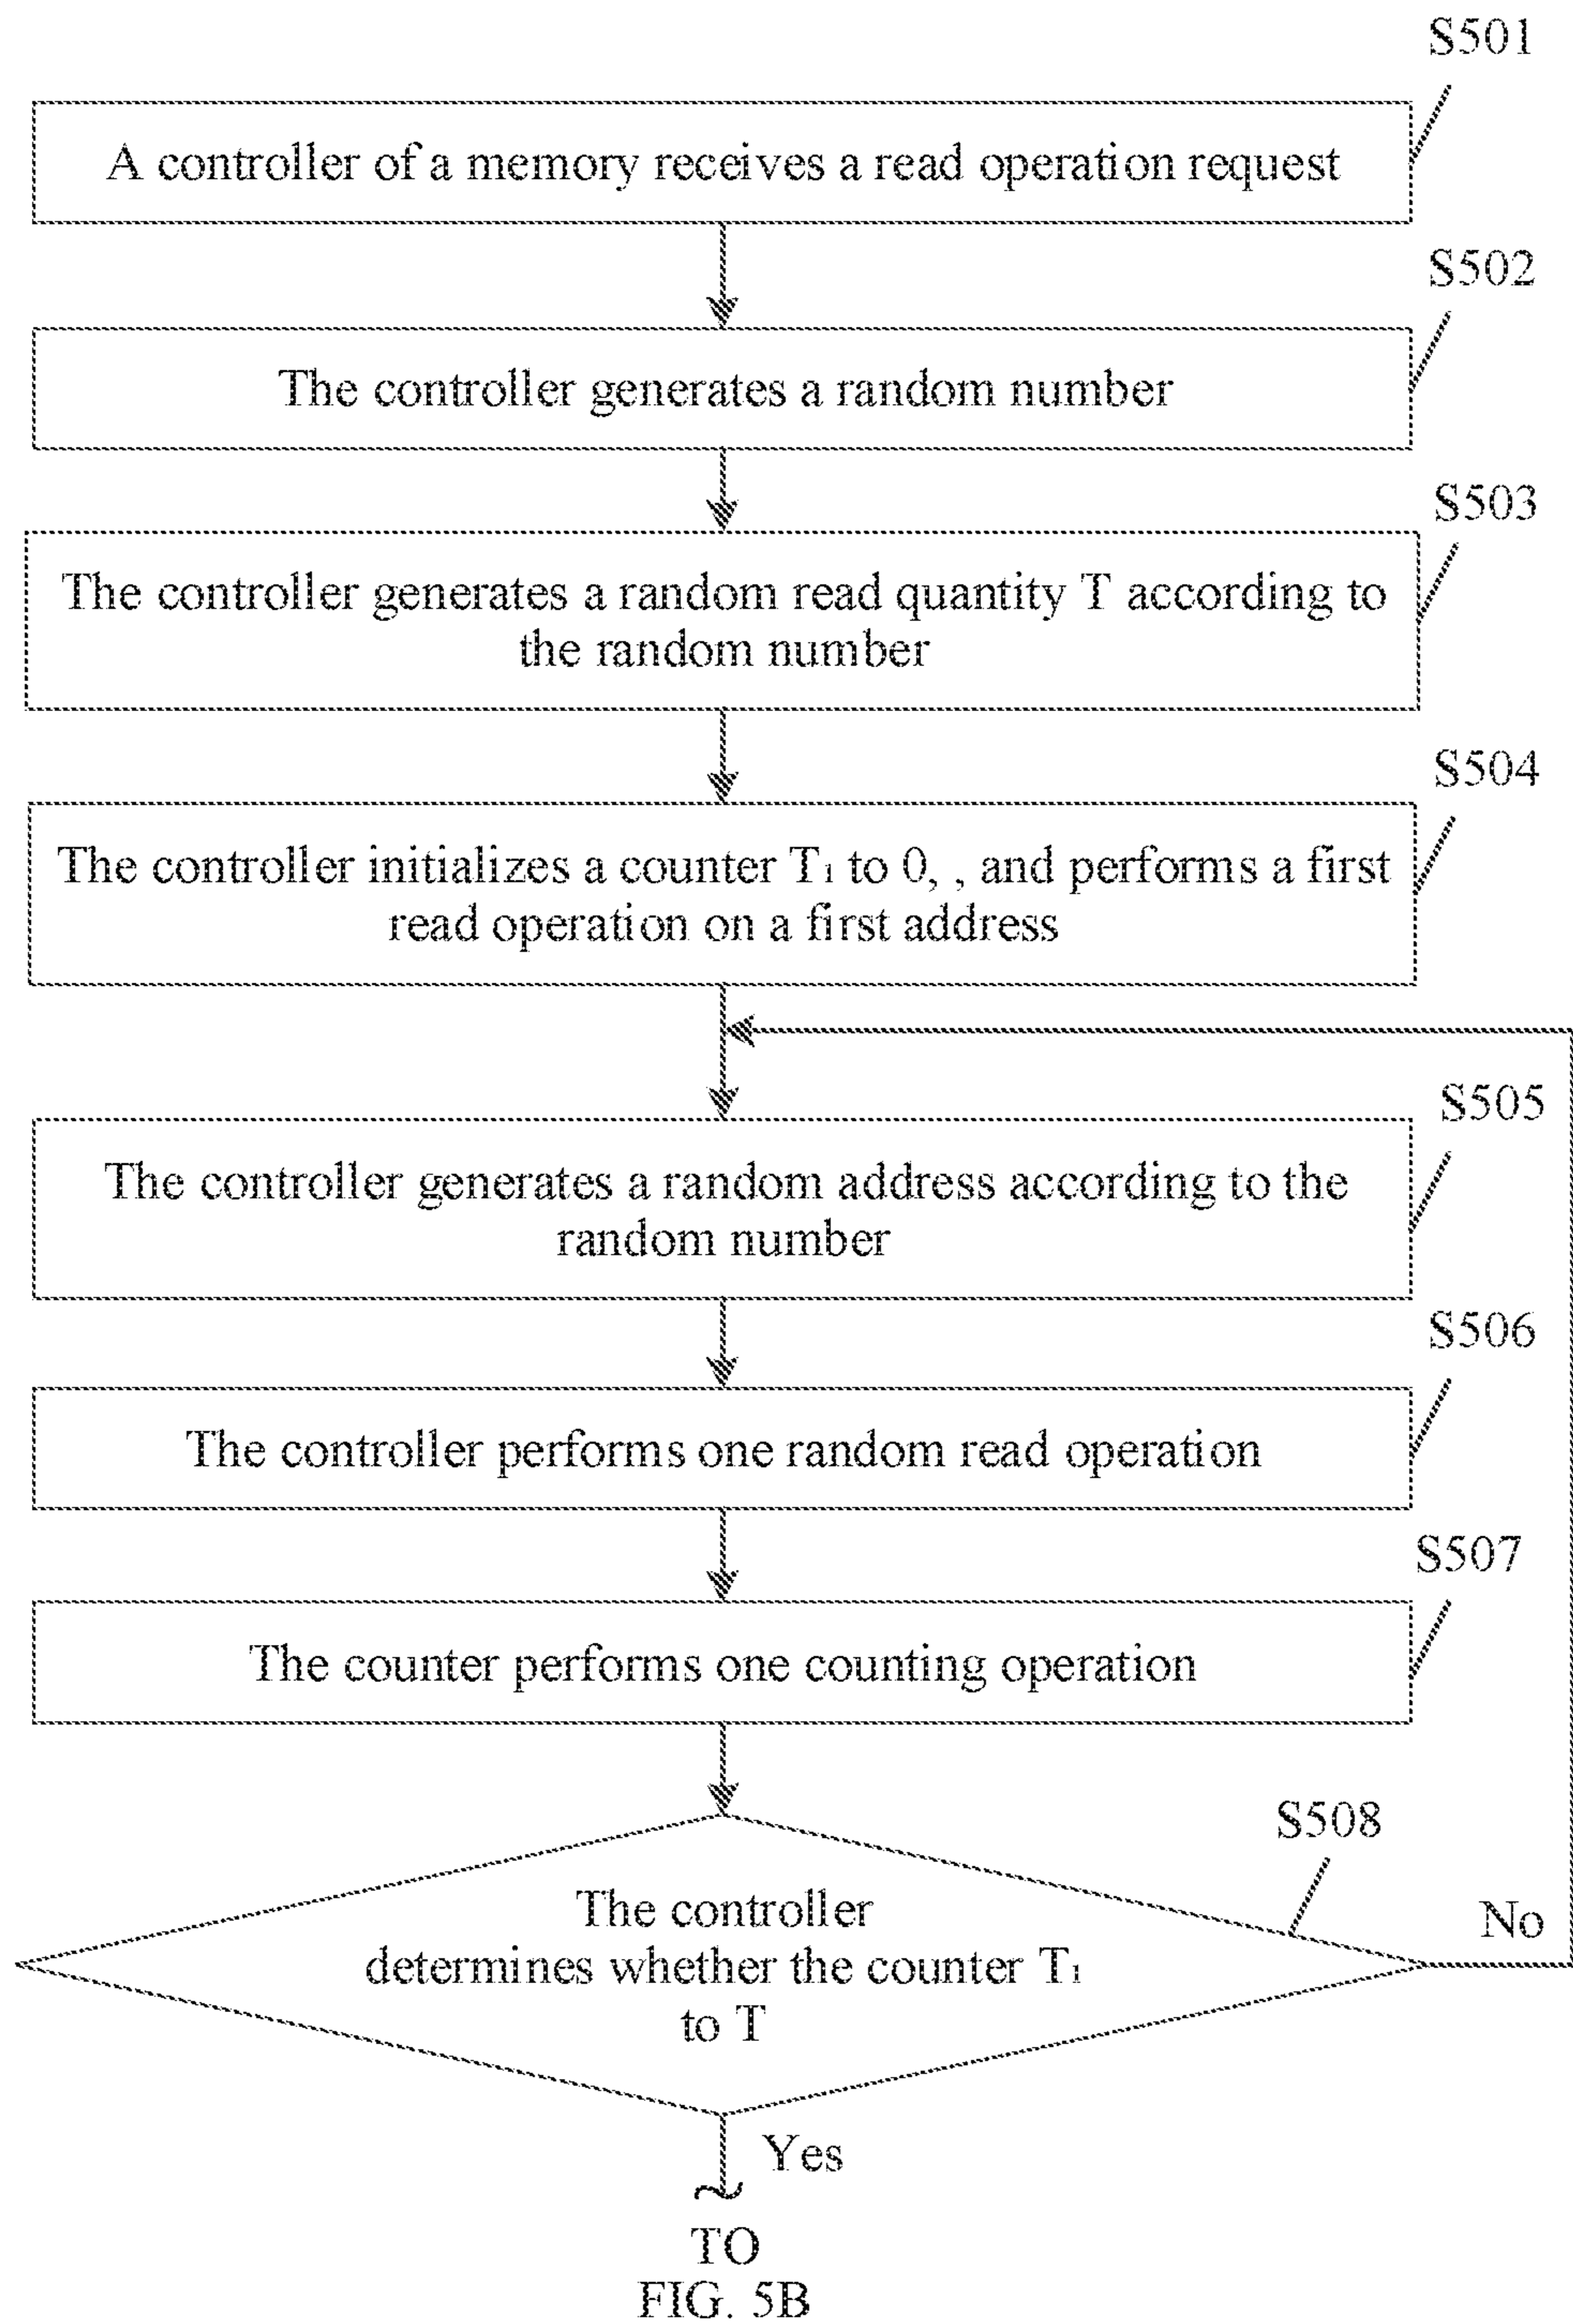 S501
A controller of a memory receives a read operation request
S502
The controller generates a random number
S503
The controller generates a random read quantity T according to
the random number
S504
The controller initializes a counter T₁ to 0, , and performs a first
read operation on a first address
S505
The controller generates a random address according to the
random number
S506
The controller performs one random read operation
S507
The counter performs one counting operation
S508
The controller
determines whether the counter T₁
to T
No
Yes
TO
FIG. 5B